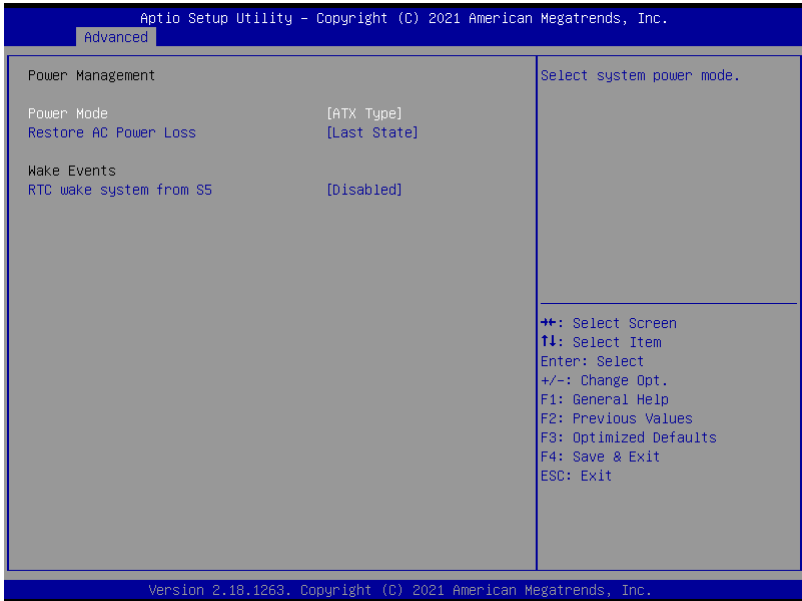 Aptio Setup Utility – Copyright (C) 2021 American Megatrends, Inc.
Advanced
Power Management
Power Mode [ATX Type]
Restore AC Power Loss [Last State]
Wake Events
RTC wake system from S5 [Disabled]
Select system power mode.
→←: Select Screen
↑↓: Select Item
Enter: Select
+/-: Change Opt.
F1: General Help
F2: Previous Values
F3: Optimized Defaults
F4: Save & Exit
ESC: Exit
Version 2.18.1263. Copyright (C) 2021 American Megatrends, Inc.